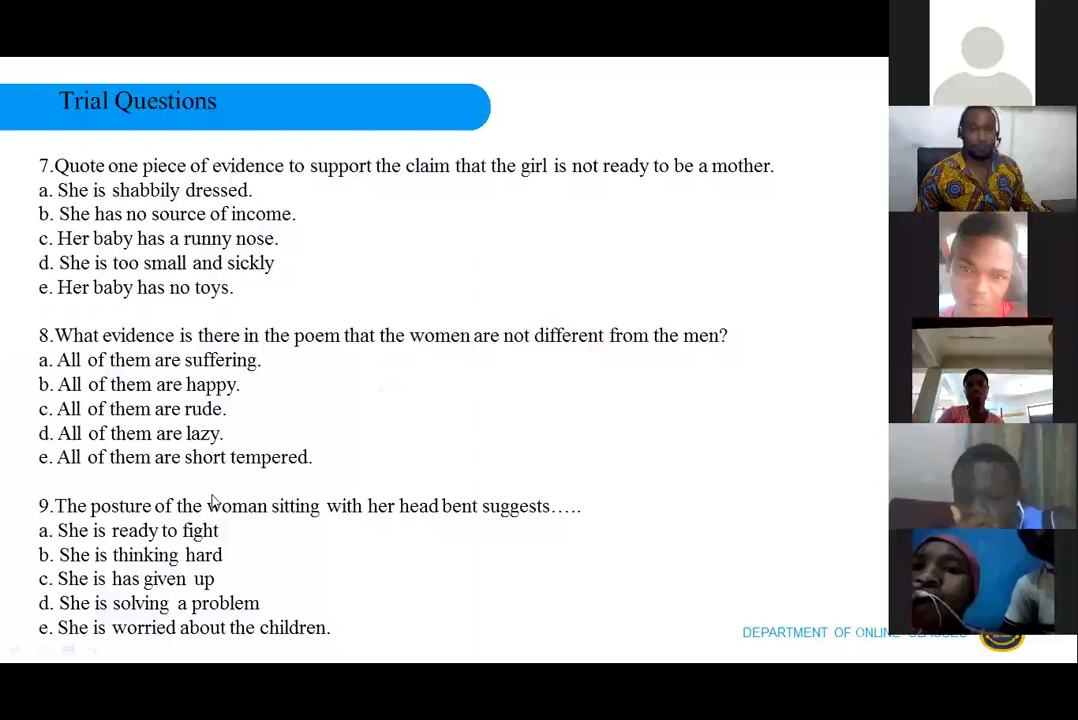 Trial Questions
7.Quote one piece of evidence to support the claim that the girl is not ready to be a mother.
a. She is shabbily dressed.
b. She has no source of income.
c. Her baby has a runny nose.
d. She is too small and sickly
e. Her baby has no toys.
8.What evidence is there in the poem that the women are not different from the men?
a. All of them are suffering.
b. All of them are happy.
c. All of them are rude.
d. All of them are lazy.
e. All of them are short tempered.
9.The posture of the woman sitting with her head bent suggests.....
a. She is ready to fight
b. She is thinking hard
c. She is has given up
d. She is solving a problem
e. She is worried about the children.
DEPARTMENT OF ONLINE CLASSES